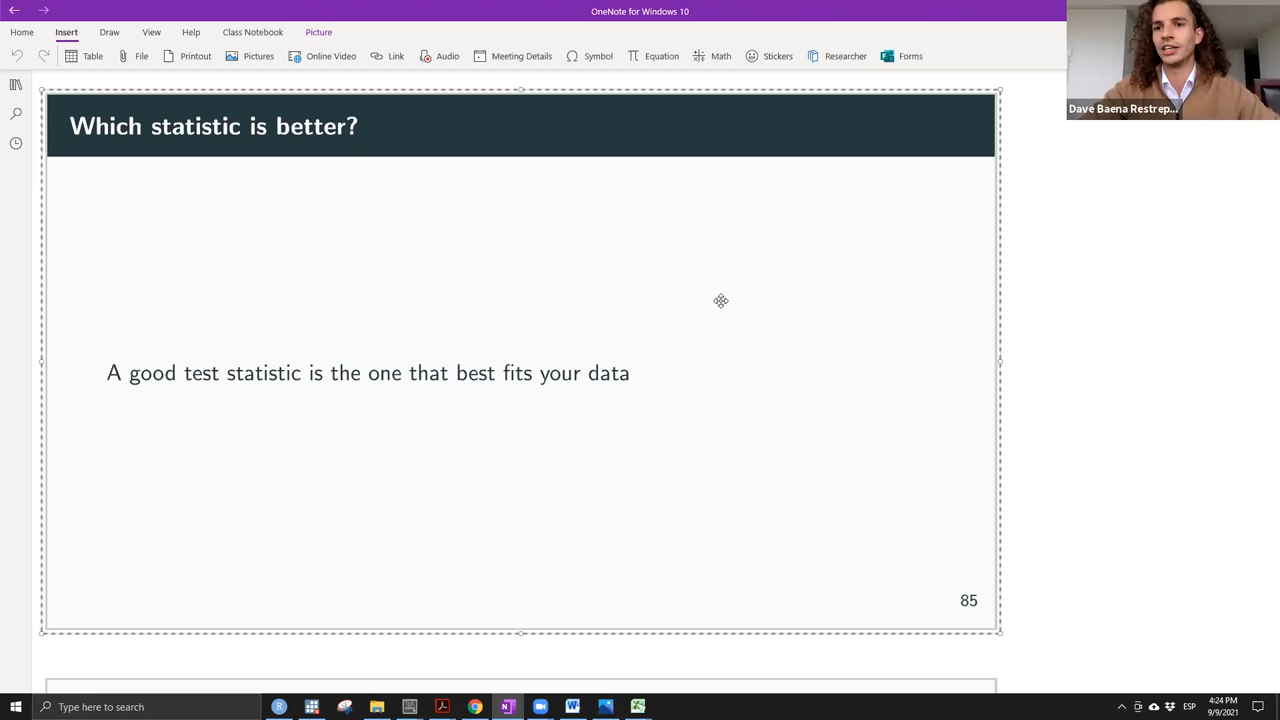 OneNote for Windows 10
Home Insert Draw View Help Class Notebook Picture
Table File Printout Pictures Online Video Link Audio Meeting Details Symbol Equation Math Stickers Researcher Forms
Dave Baena Restrep...
Which statistic is better?
A good test statistic is the one that best fits your data
85
Type here to search
ESP
4:24 PM
9/9/2021